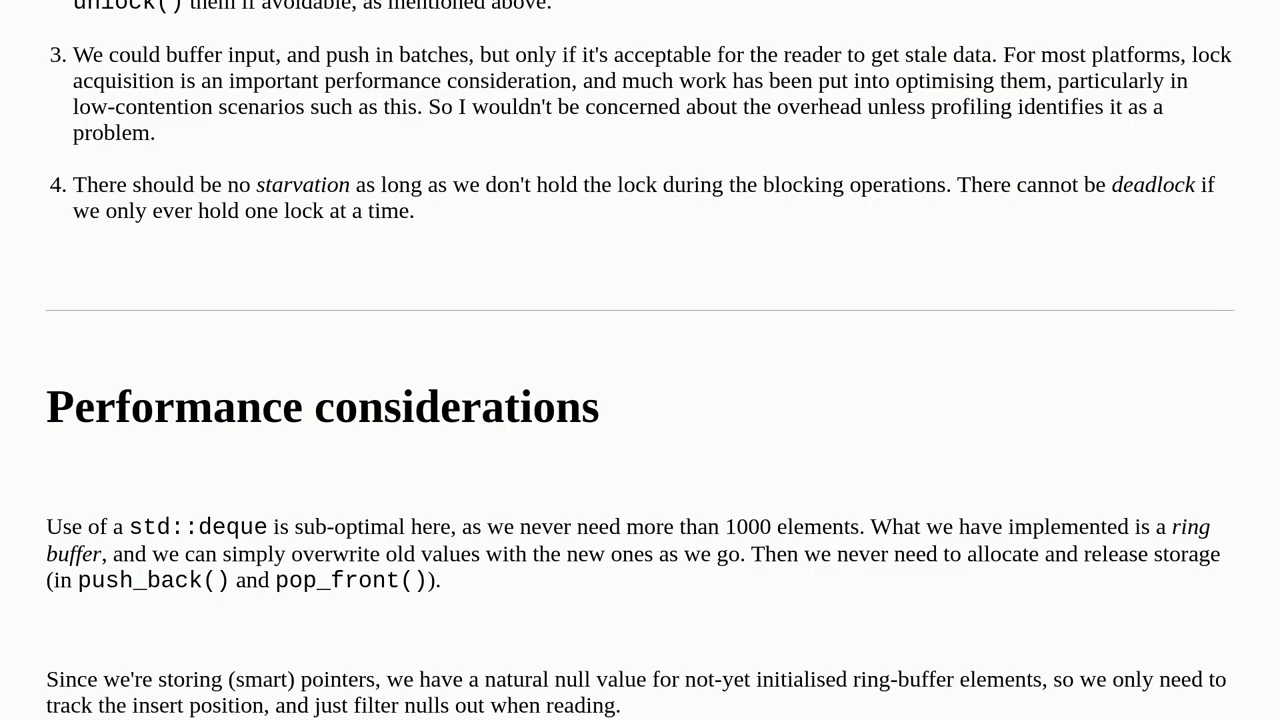 unlock() them if avoidable, as mentioned above.
3. We could buffer input, and push in batches, but only if it's acceptable for the reader to get stale data. For most platforms, lock
acquisition is an important performance consideration, and much work has been put into optimising them, particularly in
low-contention scenarios such as this. So I wouldn't be concerned about the overhead unless profiling identifies it as a
problem.
4. There should be no starvation as long as we don't hold the lock during the blocking operations. There cannot be deadlock if
we only ever hold one lock at a time.
Performance considerations
Use of a std::deque is sub-optimal here, as we never need more than 1000 elements. What we have implemented is a ring
buffer, and we can simply overwrite old values with the new ones as we go. Then we never need to allocate and release storage
(in push_back() and pop_front()).
Since we're storing (smart) pointers, we have a natural null value for not-yet initialised ring-buffer elements, so we only need to
track the insert position, and just filter nulls out when reading.